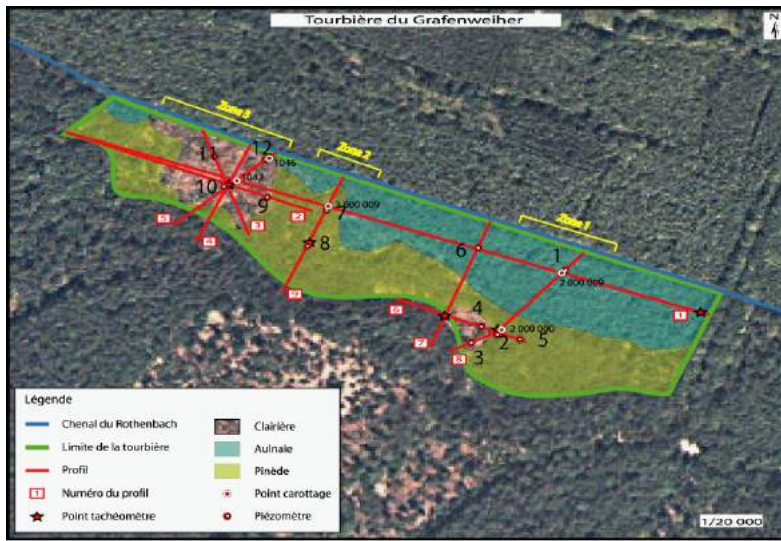 Tourbière du Grafenweiher
N
Zone 3
Zone 2
Zone 1
11
12
1046
10
1042
9
2
7
3 000 009
5
3
4
8
6
1
2 000 009
9
1
6
4
2 000 000
7
2
5
3
8
Légende
Chenal du Rothenbach
Clairière
Limite de la tourbière
Aulnaie
Profil
Pinède
1
Numéro du profil
Point carottage
Point tachéomètre
Piézomètre
1/20 000